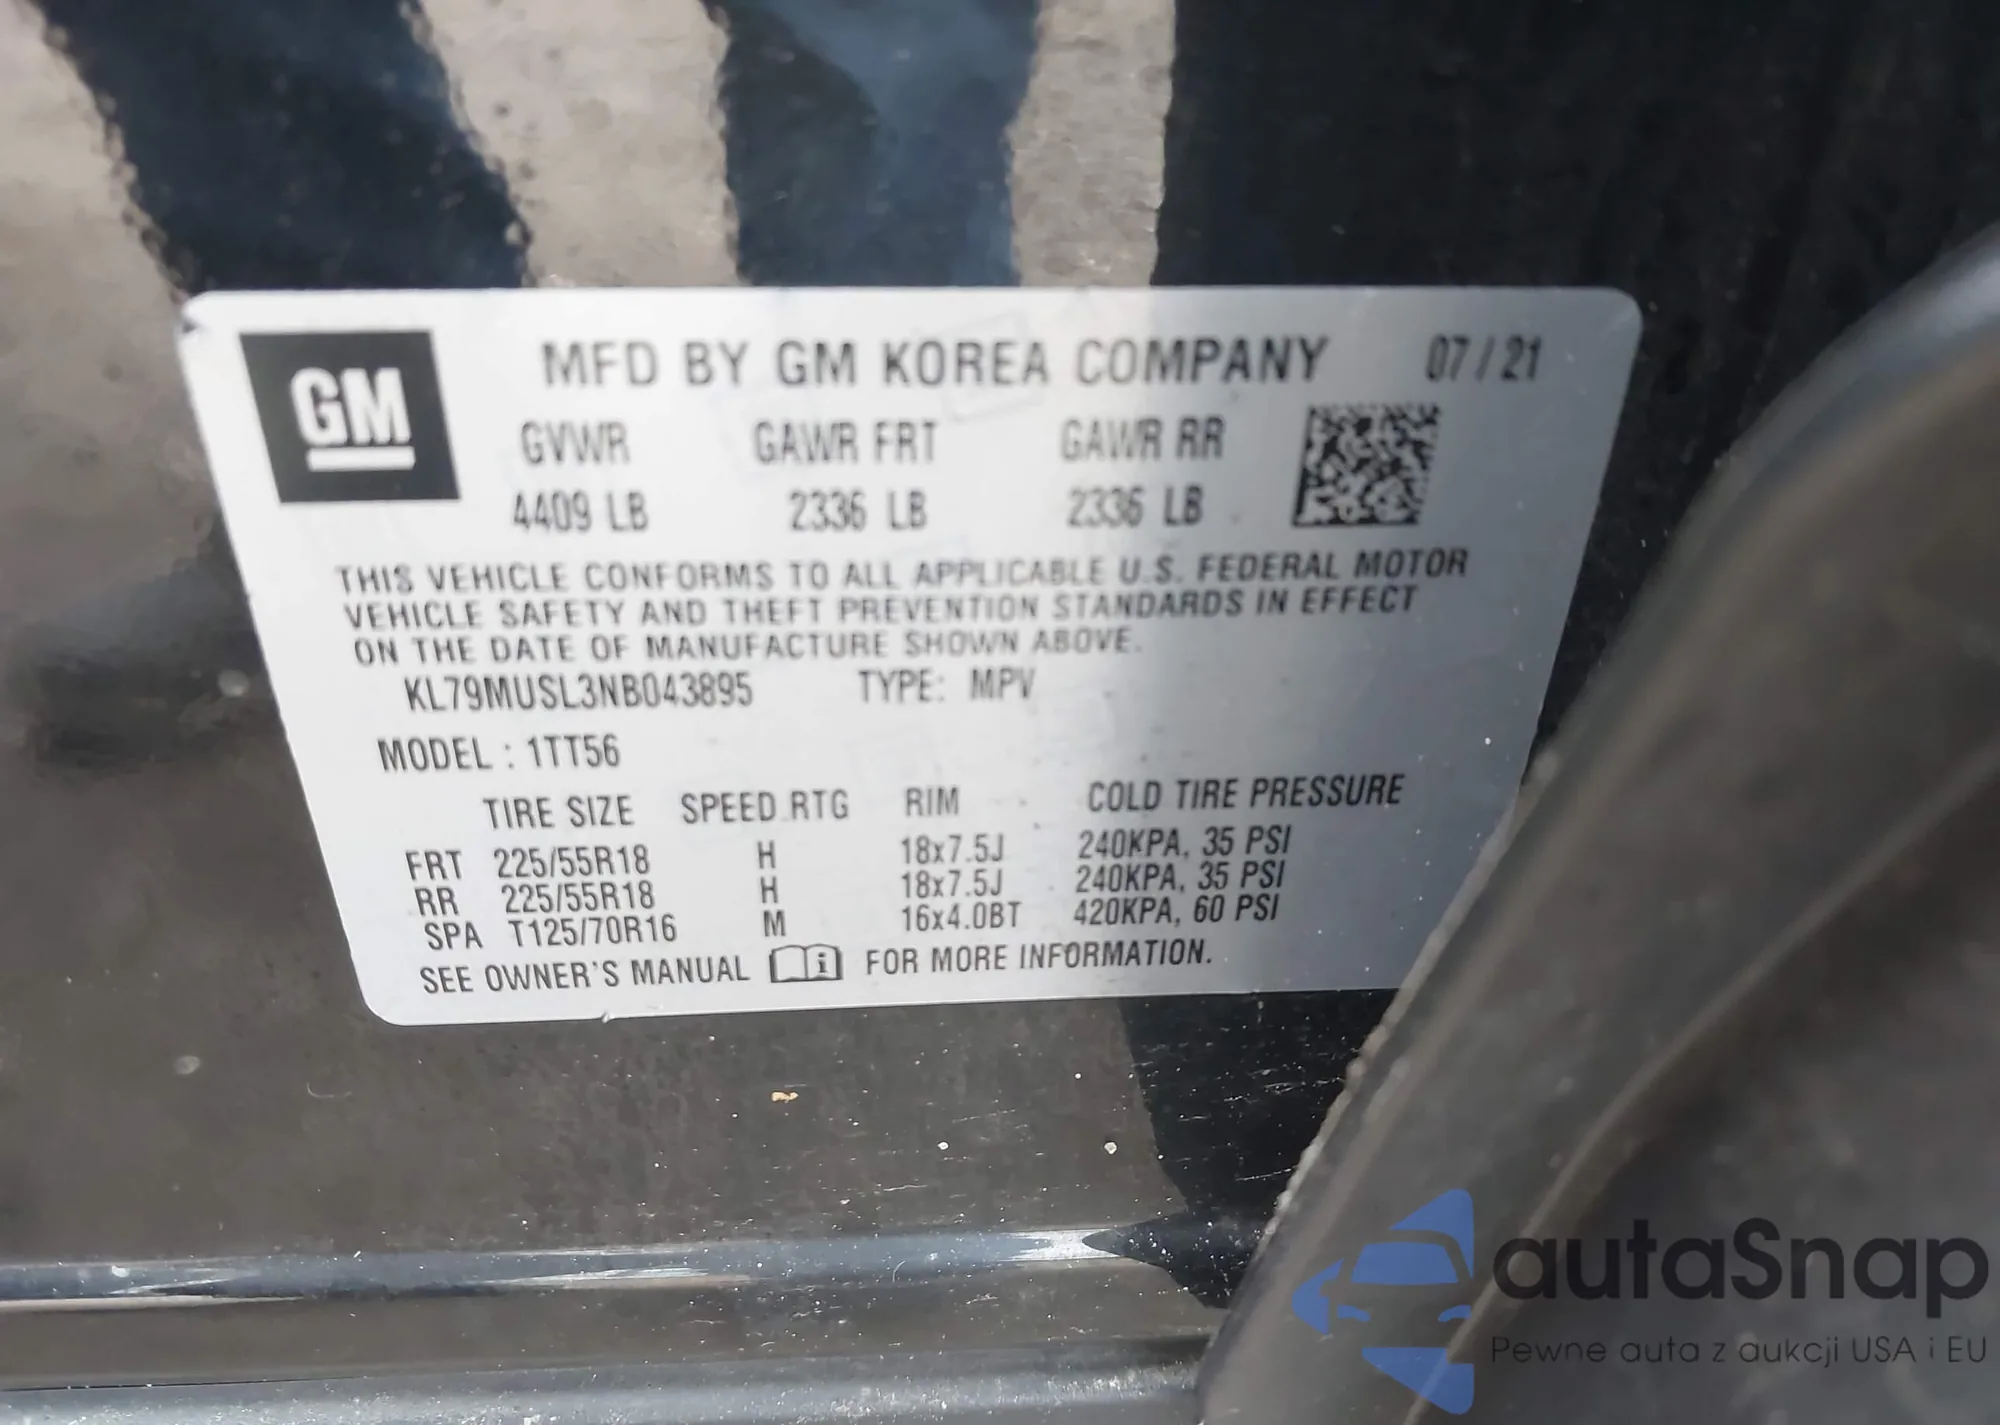 GM
MFD BY GM KOREA COMPANY 07/21
GVWR GAWR FRT GAWR RR
4409 LB 2336 LB 2336 LB
THIS VEHICLE CONFORMS TO ALL APPLICABLE U.S. FEDERAL MOTOR
VEHICLE SAFETY AND THEFT PREVENTION STANDARDS IN EFFECT
ON THE DATE OF MANUFACTURE SHOWN ABOVE.
KL79MUSL3NB043895 TYPE: MPV
MODEL : 1TT56
TIRE SIZE SPEED RTG RIM COLD TIRE PRESSURE
FRT 225/55R18 H 18x7.5J 240KPA, 35 PSI
RR 225/55R18 H 18x7.5J 240KPA, 35 PSI
SPA T125/70R16 M 16x4.0BT 420KPA, 60 PSI
SEE OWNER'S MANUAL i FOR MORE INFORMATION.
autaSnap
Pewne auta z aukcji USA i EU